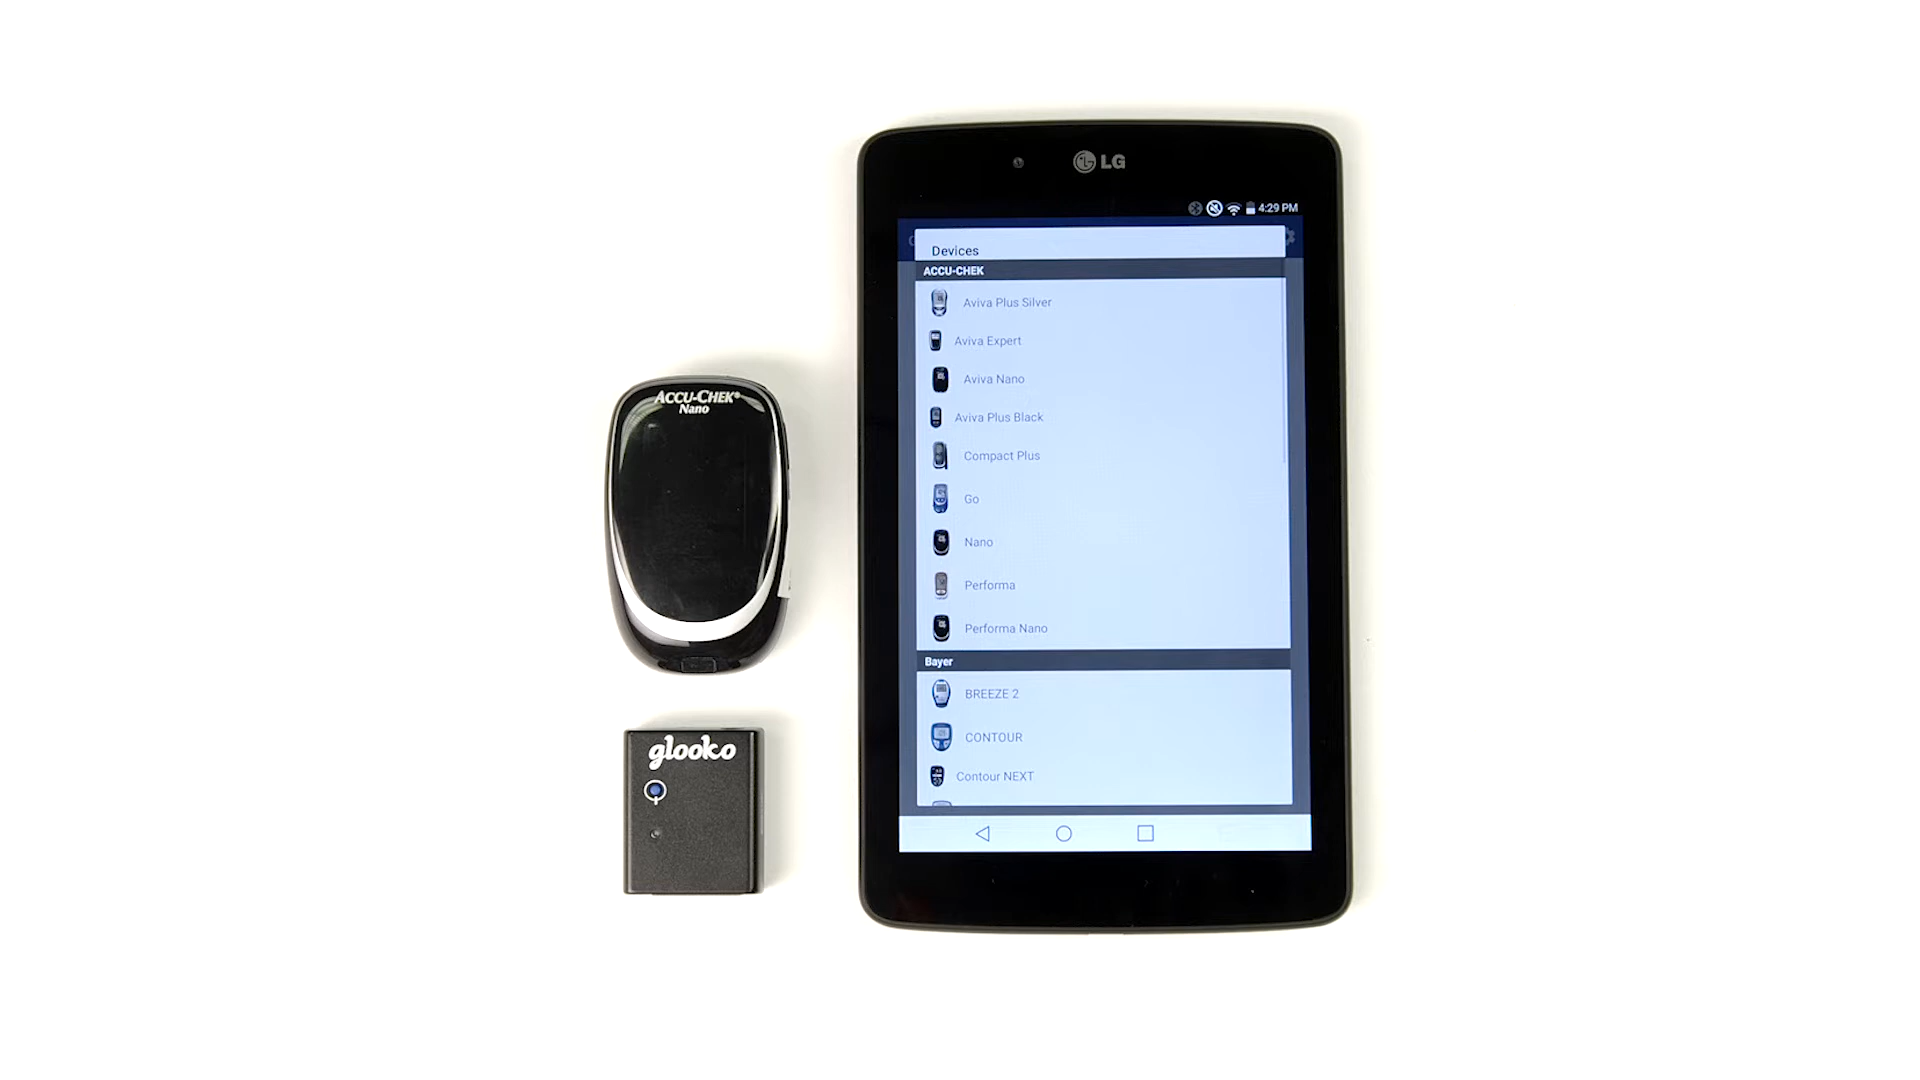 LG
4:29 PM
Devices
ACCU-CHEK
Aviva Plus Silver
Aviva Expert
Aviva Nano
Aviva Plus Black
Compact Plus
Go
Nano
Performa
Performa Nano
Bayer
BREEZE 2
CONTOUR
Contour NEXT
ACCU-CHEK®
Nano
glooko